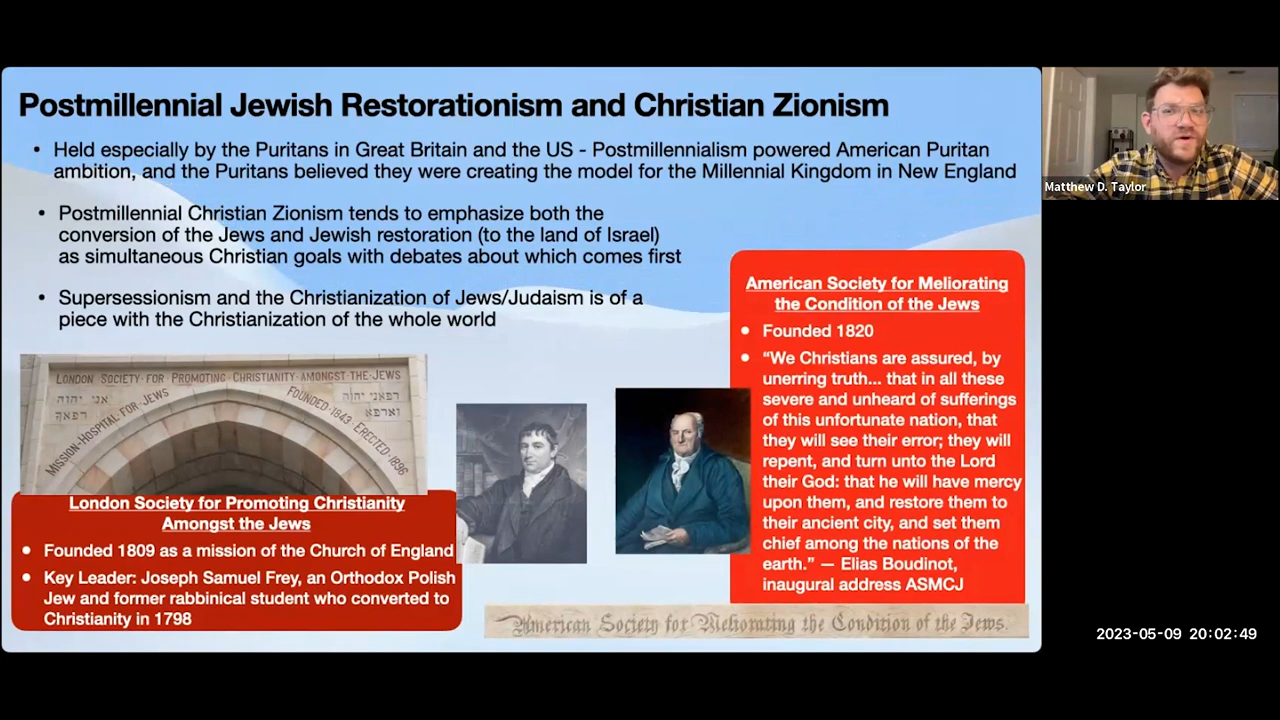 Postmillennial Jewish Restorationism and Christian Zionism
• Held especially by the Puritans in Great Britain and the US - Postmillennialism powered American Puritan
ambition, and the Puritans believed they were creating the model for the Millennial Kingdom in New England
• Postmillennial Christian Zionism tends to emphasize both the
conversion of the Jews and Jewish restoration (to the land of Israel)
as simultaneous Christian goals with debates about which comes first
• Supersessionism and the Christianization of Jews/Judaism is of a
piece with the Christianization of the whole world
LONDON SOCIETY·FOR PROMOTING CHRISTIANITY AMONGST·THE·JEWS
אני יהוה
רפאך
רפאני יהוה
וארפא
MISSION-HOSPITAL FOR JEWS
FOUNDED·1843·ERECTED·1896
London Society for Promoting Christianity
Amongst the Jews
• Founded 1809 as a mission of the Church of England
• Key Leader: Joseph Samuel Frey, an Orthodox Polish
Jew and former rabbinical student who converted to
Christianity in 1798
American Society for Meliorating
the Condition of the Jews
• Founded 1820
• “We Christians are assured, by
unerring truth... that in all these
severe and unheard of sufferings
of this unfortunate nation, that
they will see their error; they will
repent, and turn unto the Lord
their God: that he will have mercy
upon them, and restore them to
their ancient city, and set them
chief among the nations of the
earth.” — Elias Boudinot,
inaugural address ASMCJ
American Society for Meliorating the Condition of the Jews.
Matthew D. Taylor
2023-05-09 20:02:49